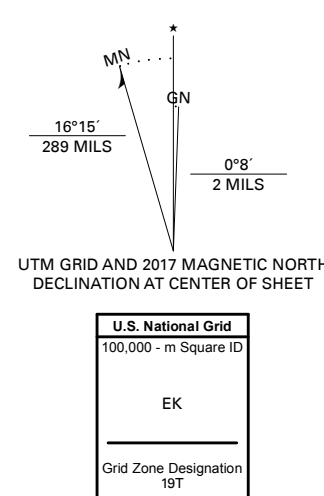 ★
MN
GN
16°15´
289 MILS
0°8´
2 MILS
UTM GRID AND 2017 MAGNETIC NORTH
DECLINATION AT CENTER OF SHEET
U.S. National Grid
100,000 - m Square ID
EK
Grid Zone Designation
19T